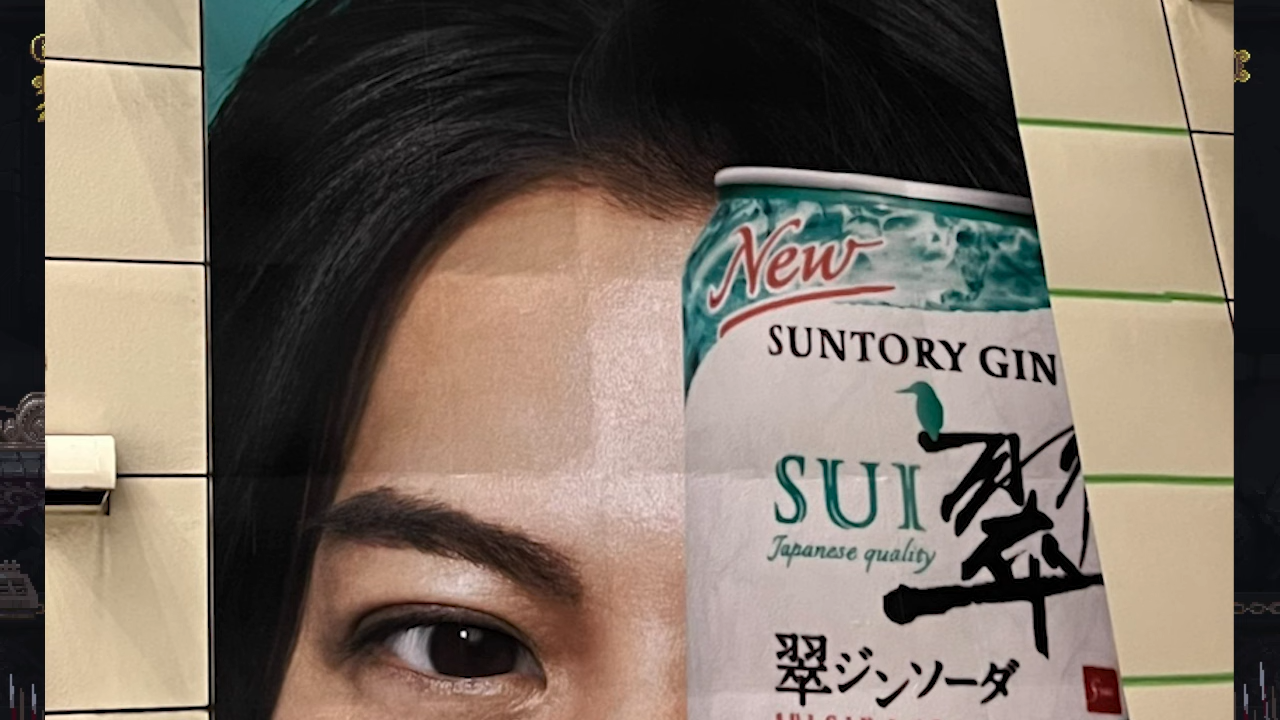 New
SUNTORY GIN
翠
SUI
Japanese quality
翠ジンソーダ